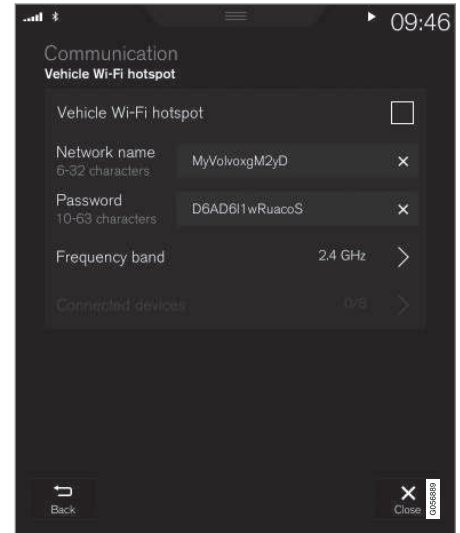 09:46
Communication
Vehicle Wi-Fi hotspot
Vehicle Wi-Fi hotspot
Network name
6-32 characters
MyVolvoxgM2yD
Password
10-63 characters
D6AD6I1wRuacoS
Frequency band
2.4 GHz
Connected devices
0/8
Back
Close
G056889